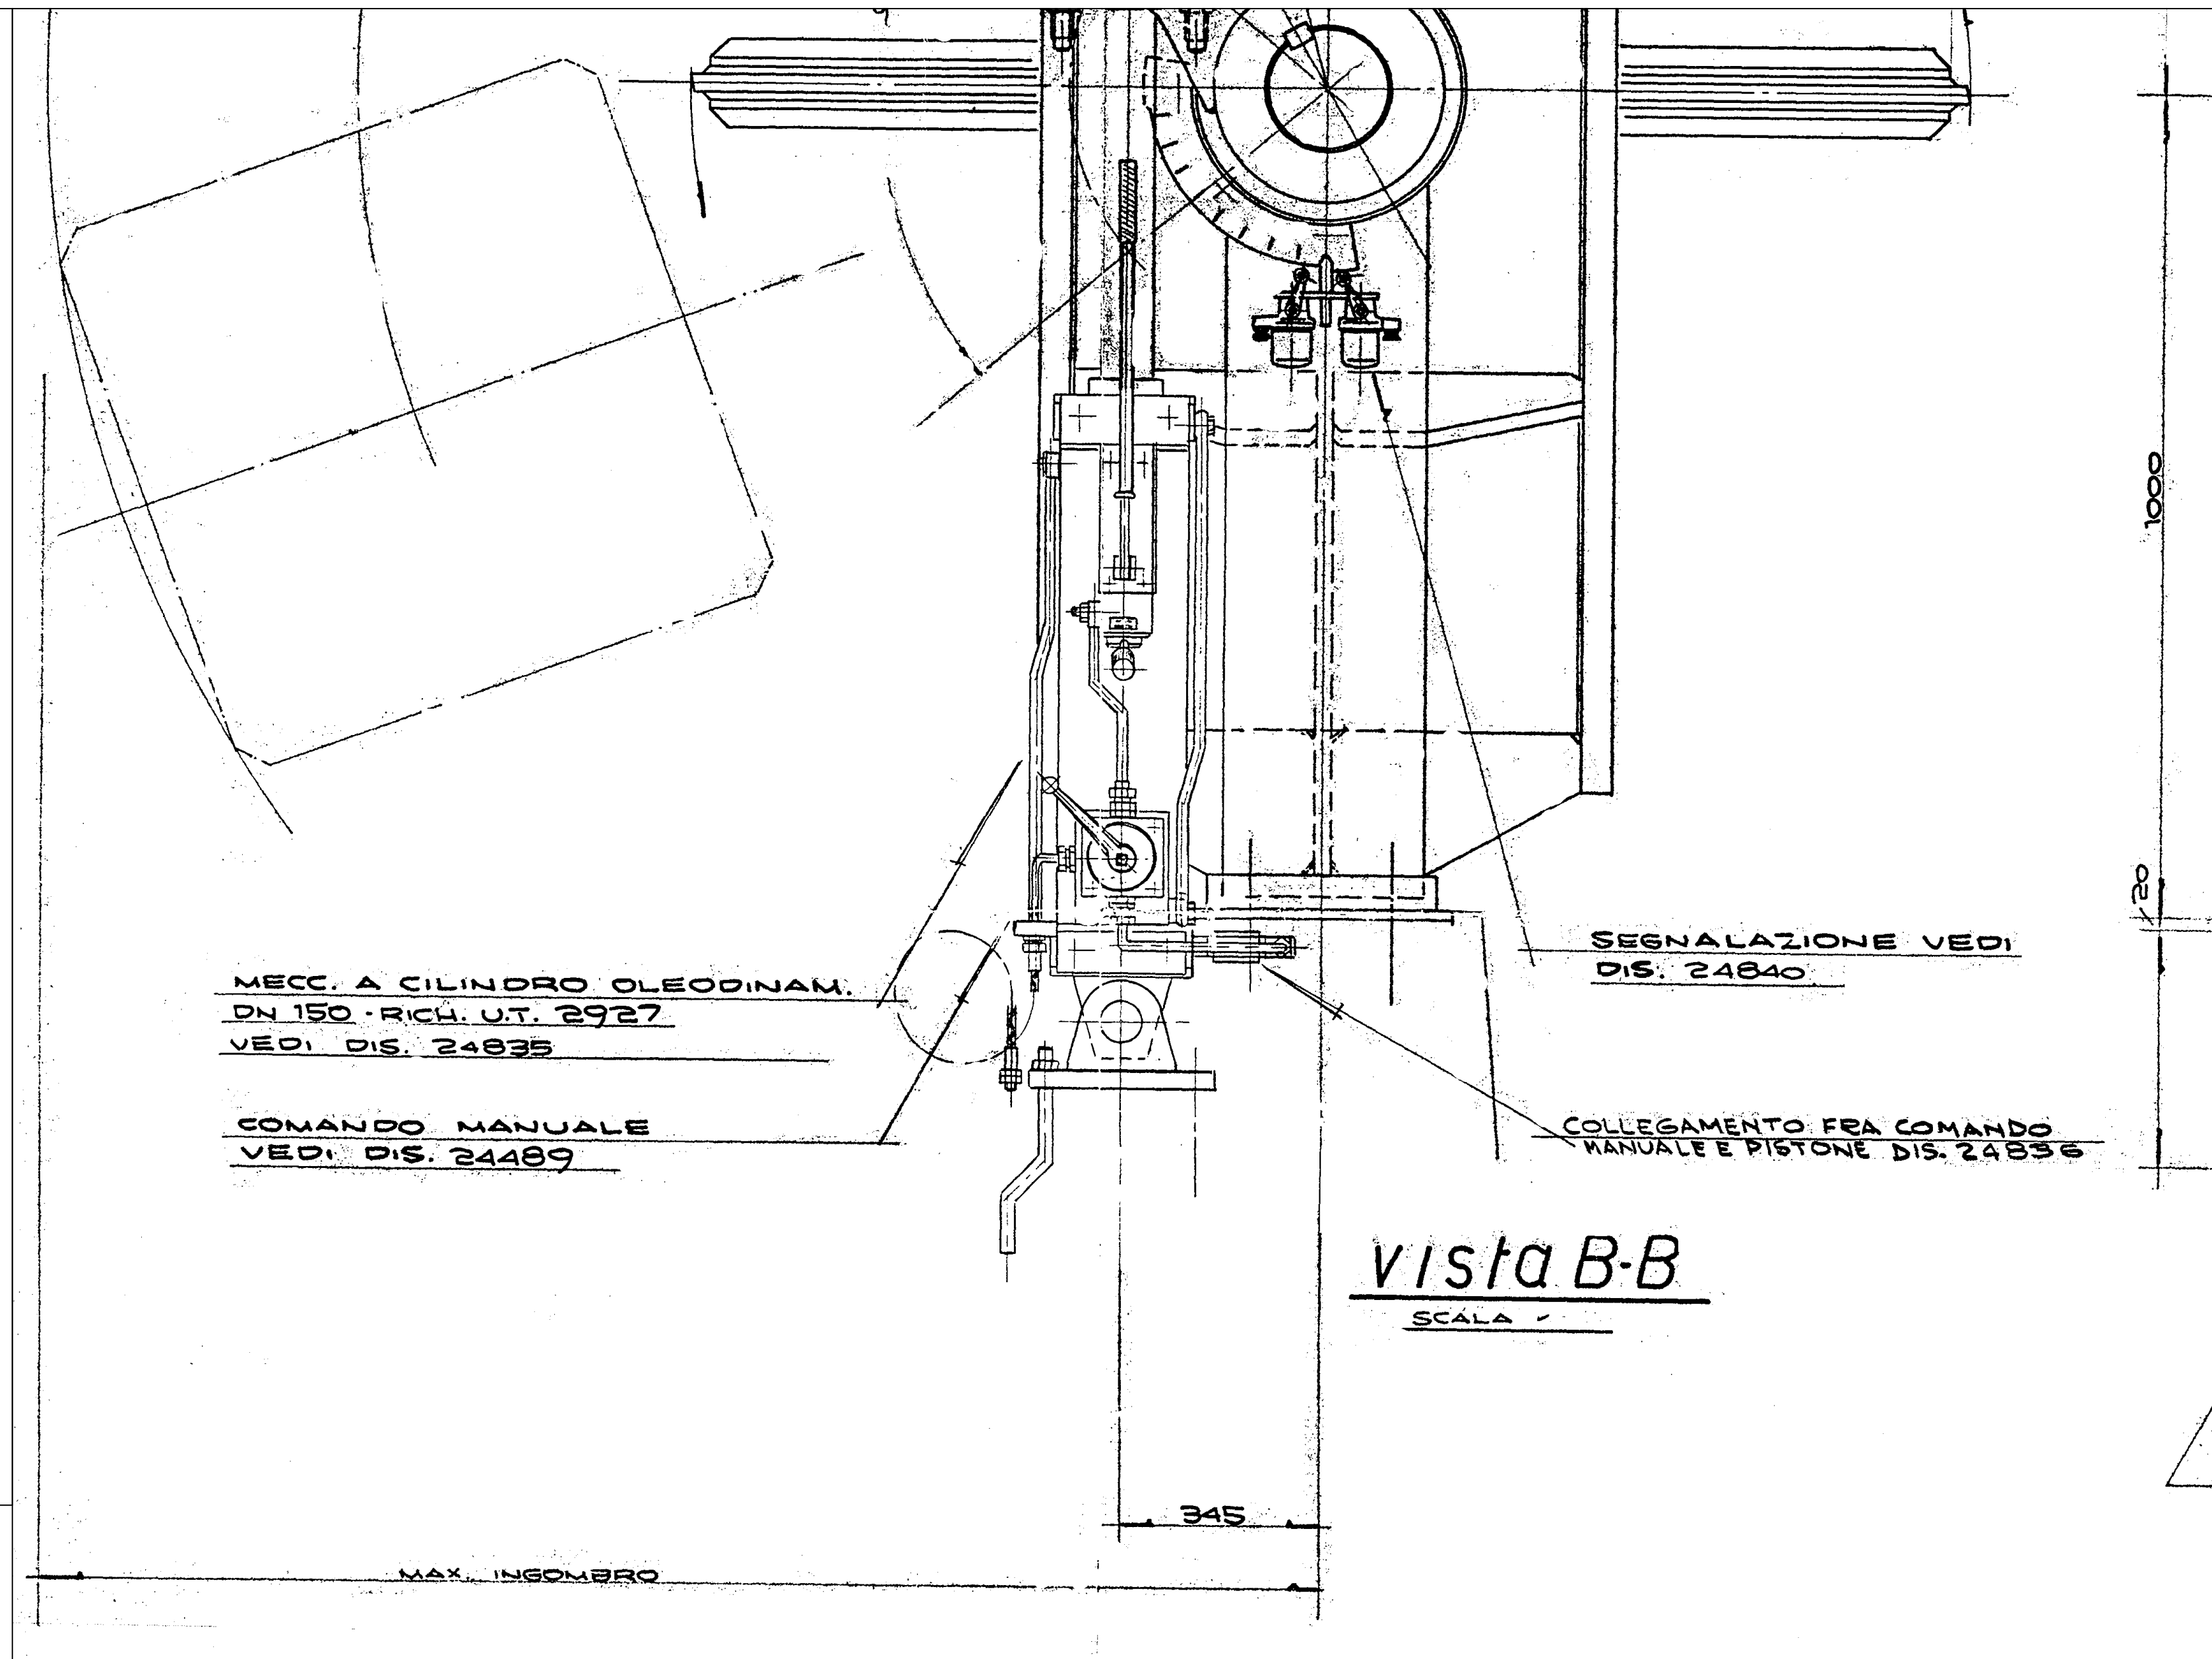 1000
120
SEGNALAZIONE VEDI
DIS. 24840
MECC. A CILINDRO OLEODINAM.
DN 150 - RICH. U.T. 2927
VEDI DIS. 24835
COMANDO MANUALE
VEDI DIS. 24489
COLLEGAMENTO FRA COMANDO
MANUALE E PISTONE DIS. 24836
vista B-B
SCALA
345
MAX. INGOMBRO